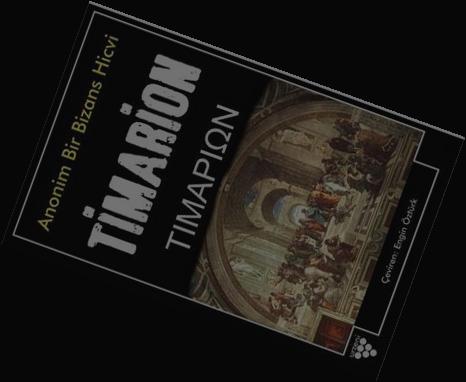 Anonim Bir Bizans Hicvi
TİMARİON
ΤΙΜΑΡΙΩΝ
Çeviren: Engin Öztürk